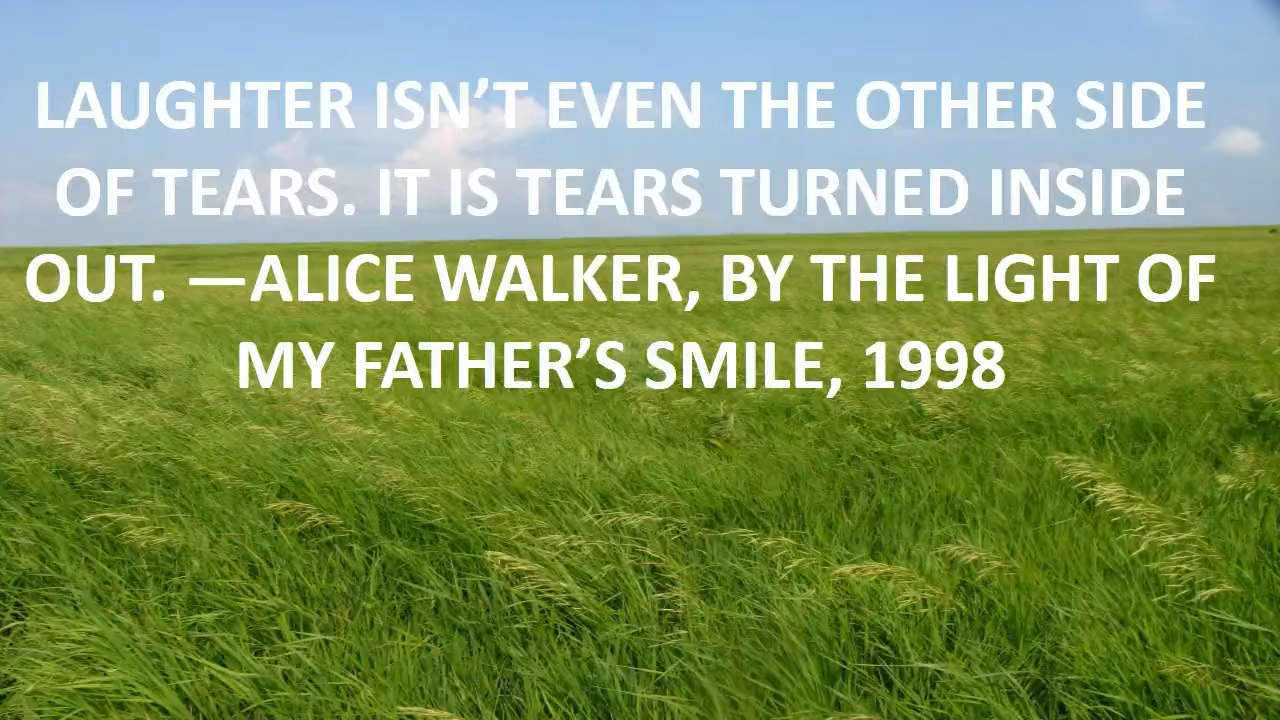 LAUGHTER ISN’T EVEN THE OTHER SIDE
OF TEARS. IT IS TEARS TURNED INSIDE
OUT. —ALICE WALKER, BY THE LIGHT OF
MY FATHER’S SMILE, 1998